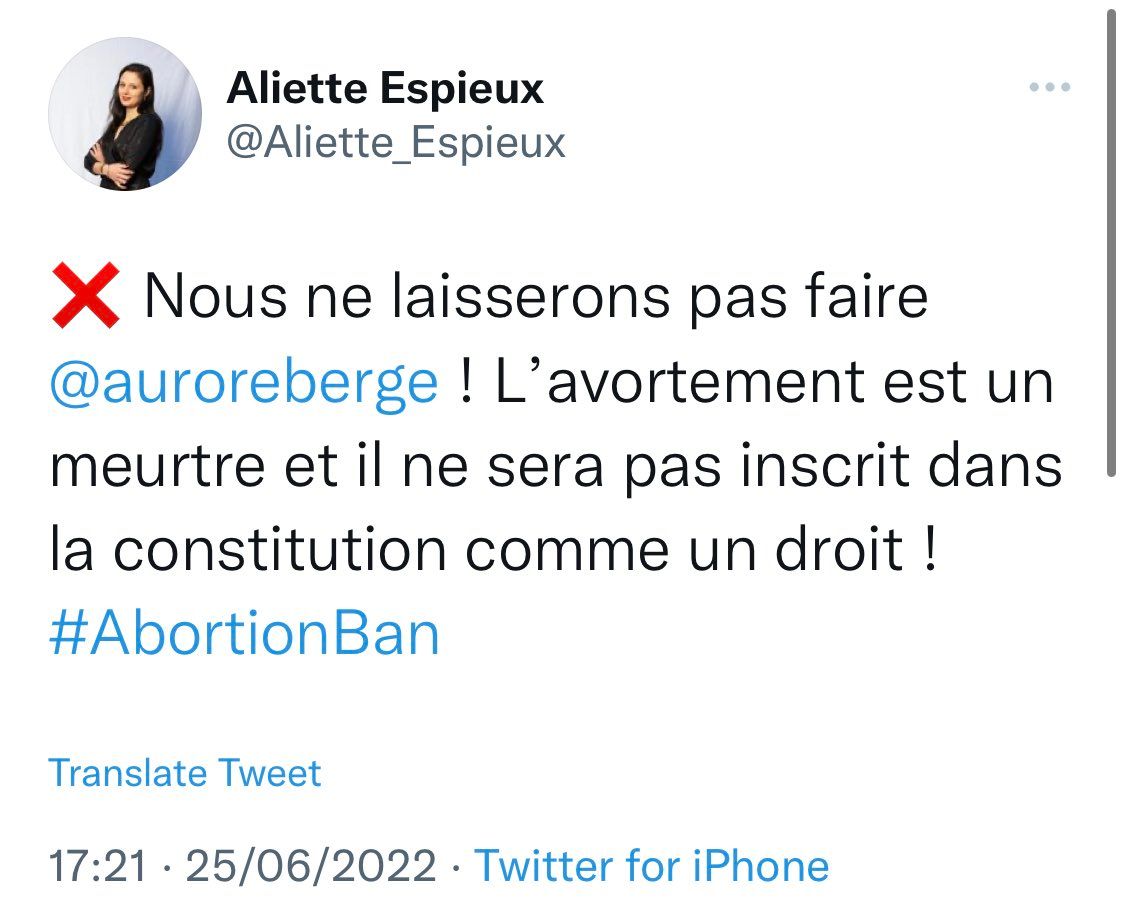 Aliette Espieux
@Aliette_Espieux
❌ Nous ne laisserons pas faire
@auroreberge ! L’avortement est un
meurtre et il ne sera pas inscrit dans
la constitution comme un droit !
#AbortionBan
Translate Tweet
17:21 · 25/06/2022 · Twitter for iPhone